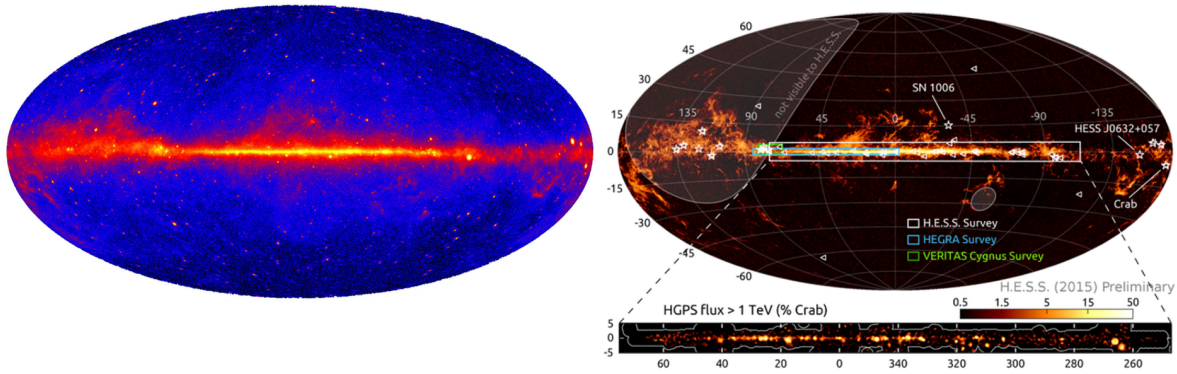 60
45
30
15
0
-15
-30
-45
-60
135
90
45
0
-45
-90
-135
not visible to H.E.S.S.
SN 1006
HESS J0632+057
Crab
H.E.S.S. Survey
HEGRA Survey
VERITAS Cygnus Survey
H.E.S.S. (2015) Preliminary
HGPS flux > 1 TeV (% Crab)
0.5 1.5 5 15 50
5
0
-5
60 40 20 0 340 320 300 280 260